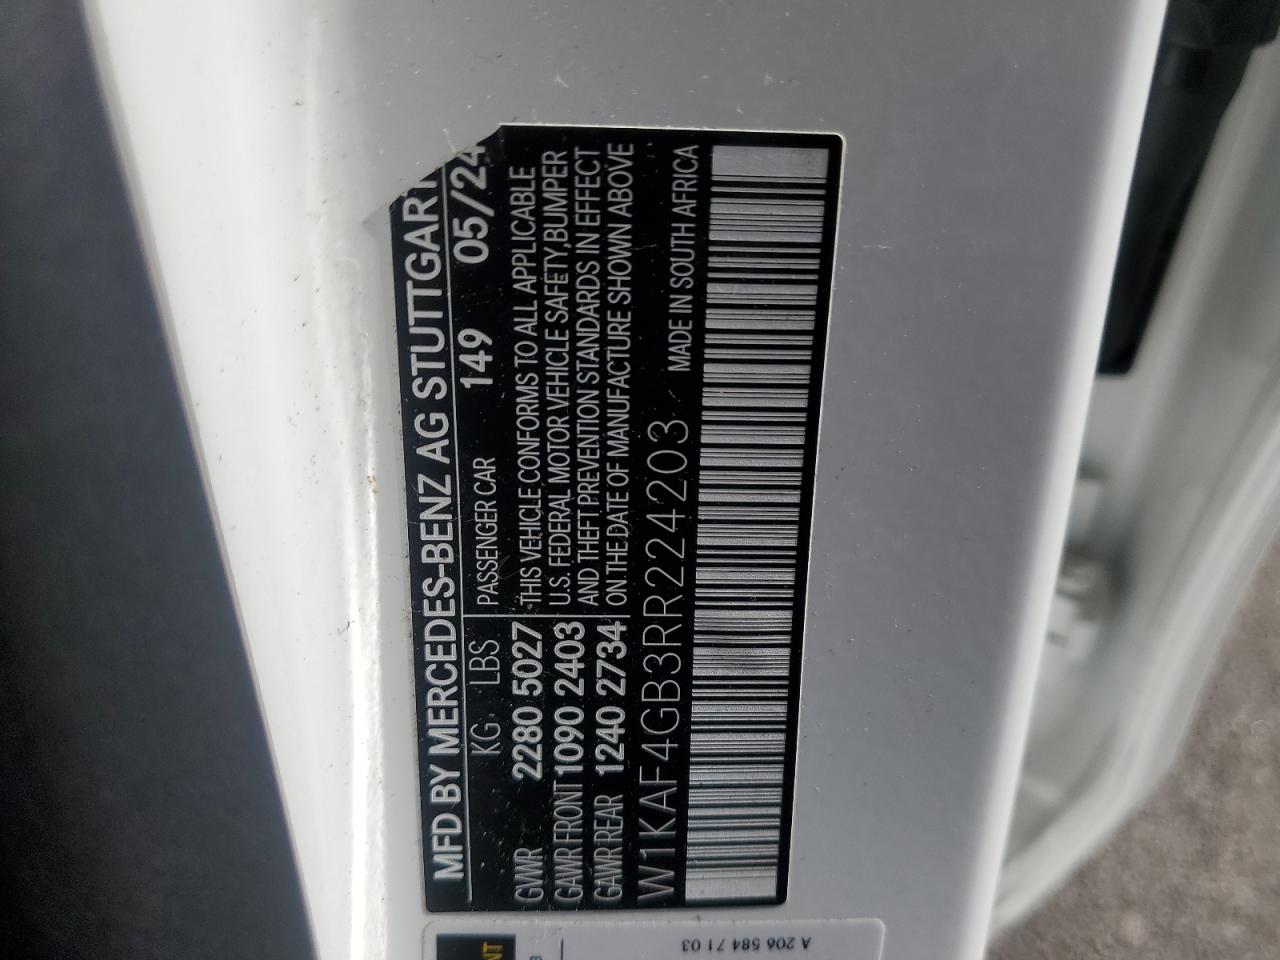 MFD BY MERCEDES-BENZ AG STUTTGART
KG LBS PASSENGER CAR 149 05/24
GVWR 2280 5027
GAWR FRONT 1090 2403
GAWR REAR 1240 2734
THIS VEHICLE CONFORMS TO ALL APPLICABLE
U.S. FEDERAL MOTOR VEHICLE SAFETY,BUMPER
AND THEFT PREVENTION STANDARDS IN EFFECT
ON THE DATE OF MANUFACTURE SHOWN ABOVE
W1KAF4GB3RR224203 MADE IN SOUTH AFRICA
A 206 584 71 03